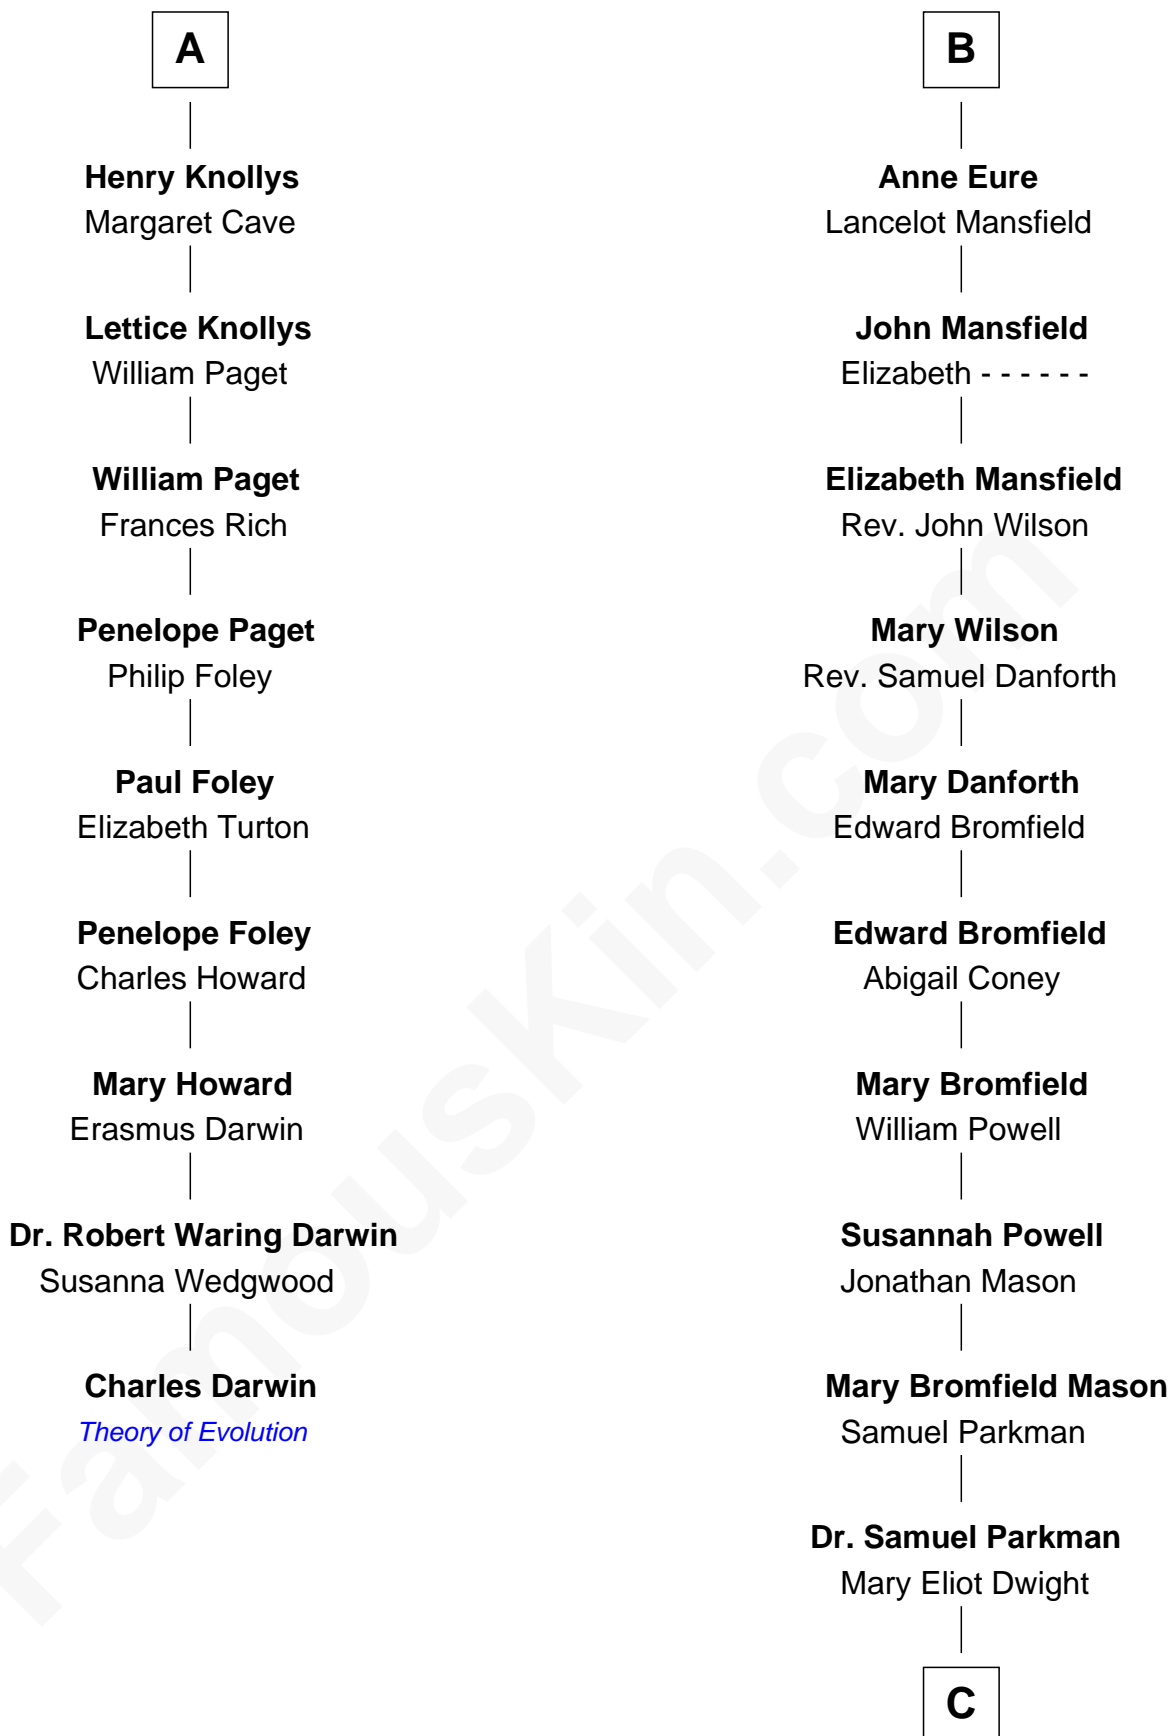 A
Henry Knollys
Margaret Cave
Lettice Knollys
William Paget
William Paget
Frances Rich
Penelope Paget
Philip Foley
Paul Foley
Elizabeth Turton
Penelope Foley
Charles Howard
Mary Howard
Erasmus Darwin
Dr. Robert Waring Darwin
Susanna Wedgwood
Charles Darwin
Theory of Evolution
B
Anne Eure
Lancelot Mansfield
John Mansfield
Elizabeth - - - - - -
Elizabeth Mansfield
Rev. John Wilson
Mary Wilson
Rev. Samuel Danforth
Mary Danforth
Edward Bromfield
Edward Bromfield
Abigail Coney
Mary Bromfield
William Powell
Susannah Powell
Jonathan Mason
Mary Bromfield Mason
Samuel Parkman
Dr. Samuel Parkman
Mary Eliot Dwight
C
FamousKin.com